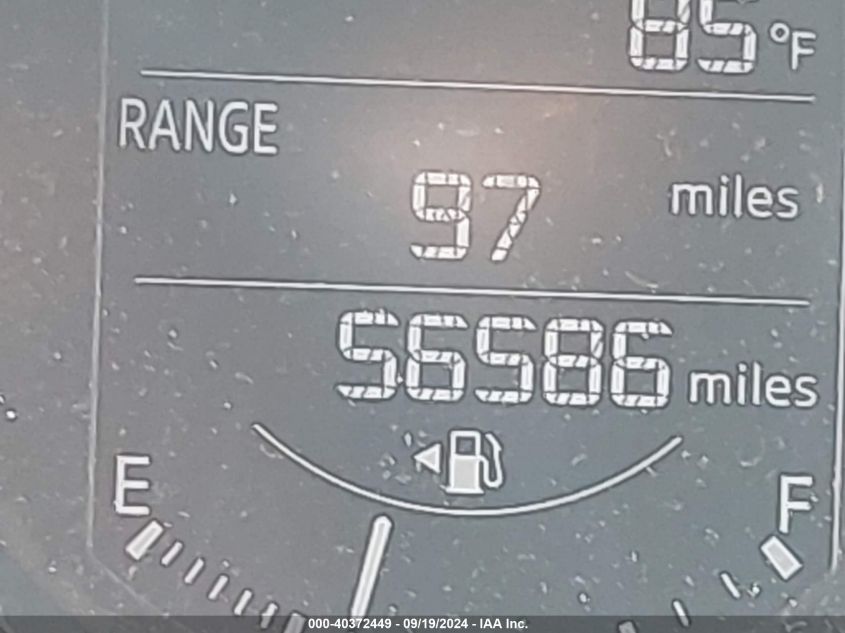 85°F
RANGE
97 miles
56586 miles
E F
000-40372449 - 09/19/2024 - IAA Inc.